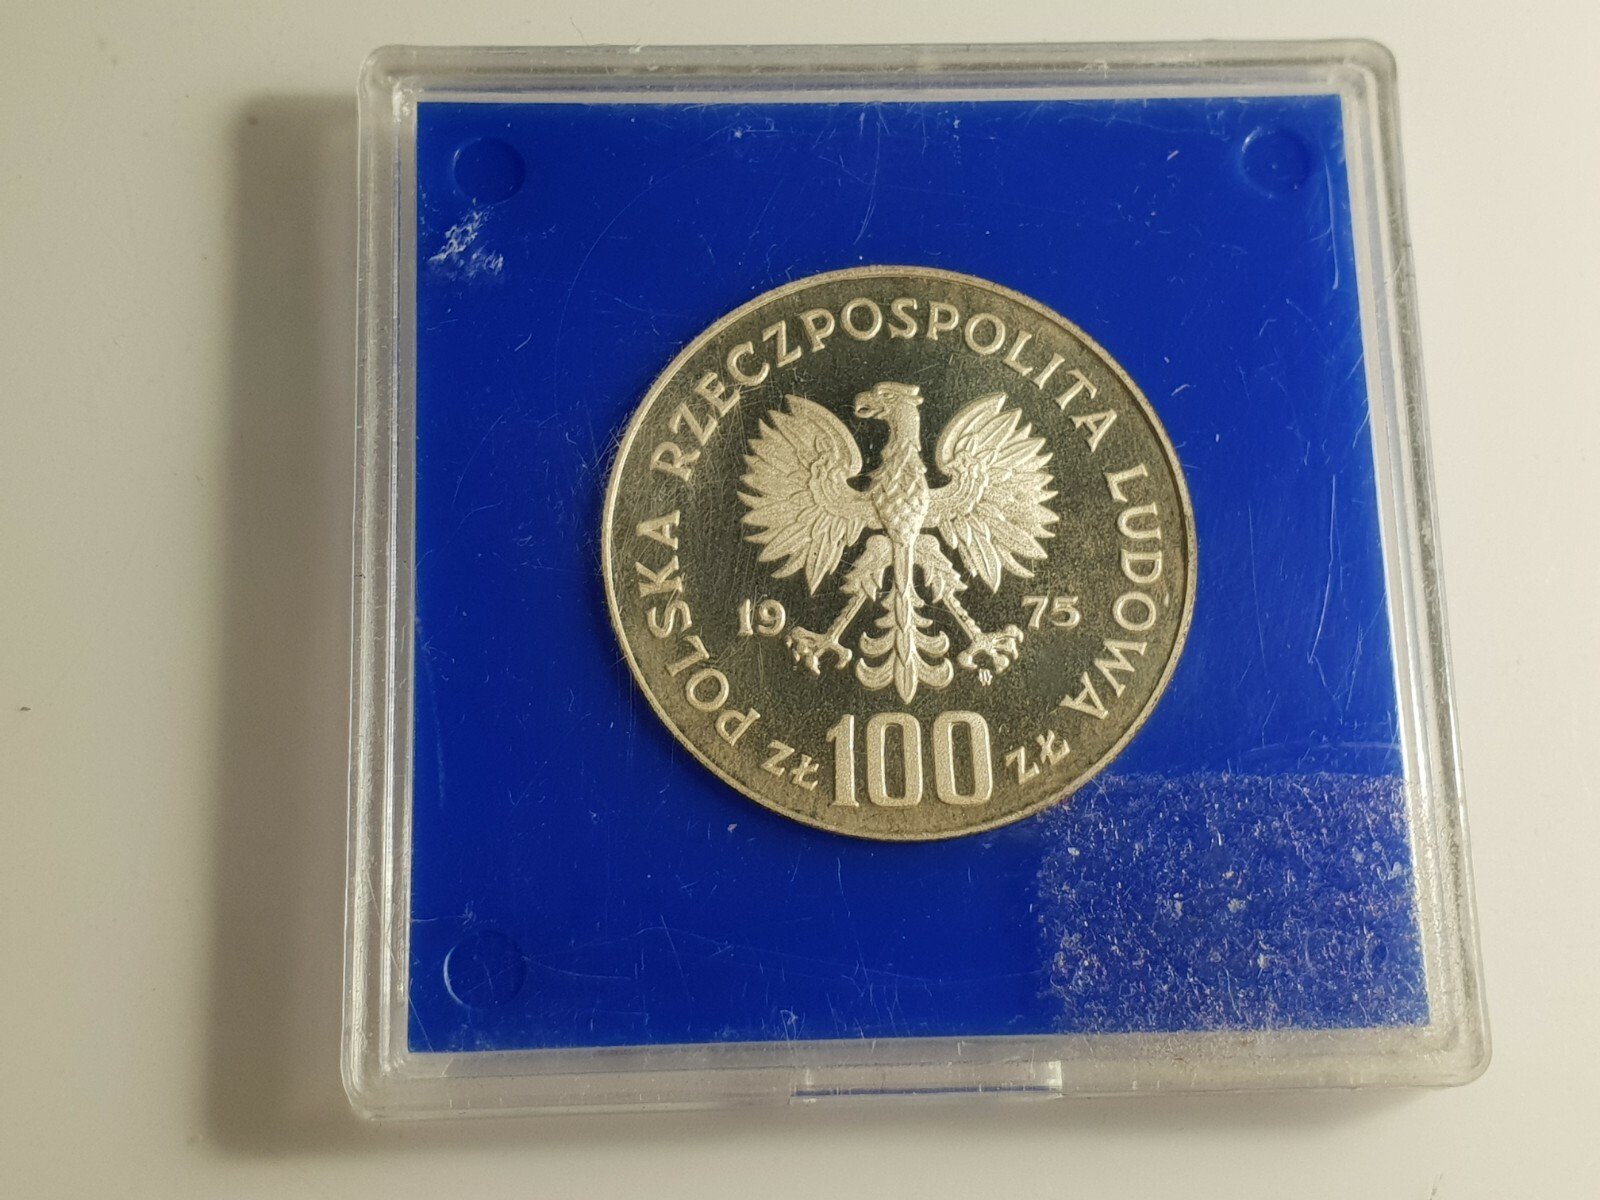 POLSKA RZECZPOSPOLITA LUDOWA
19 75
ZŁ 100 ZŁ